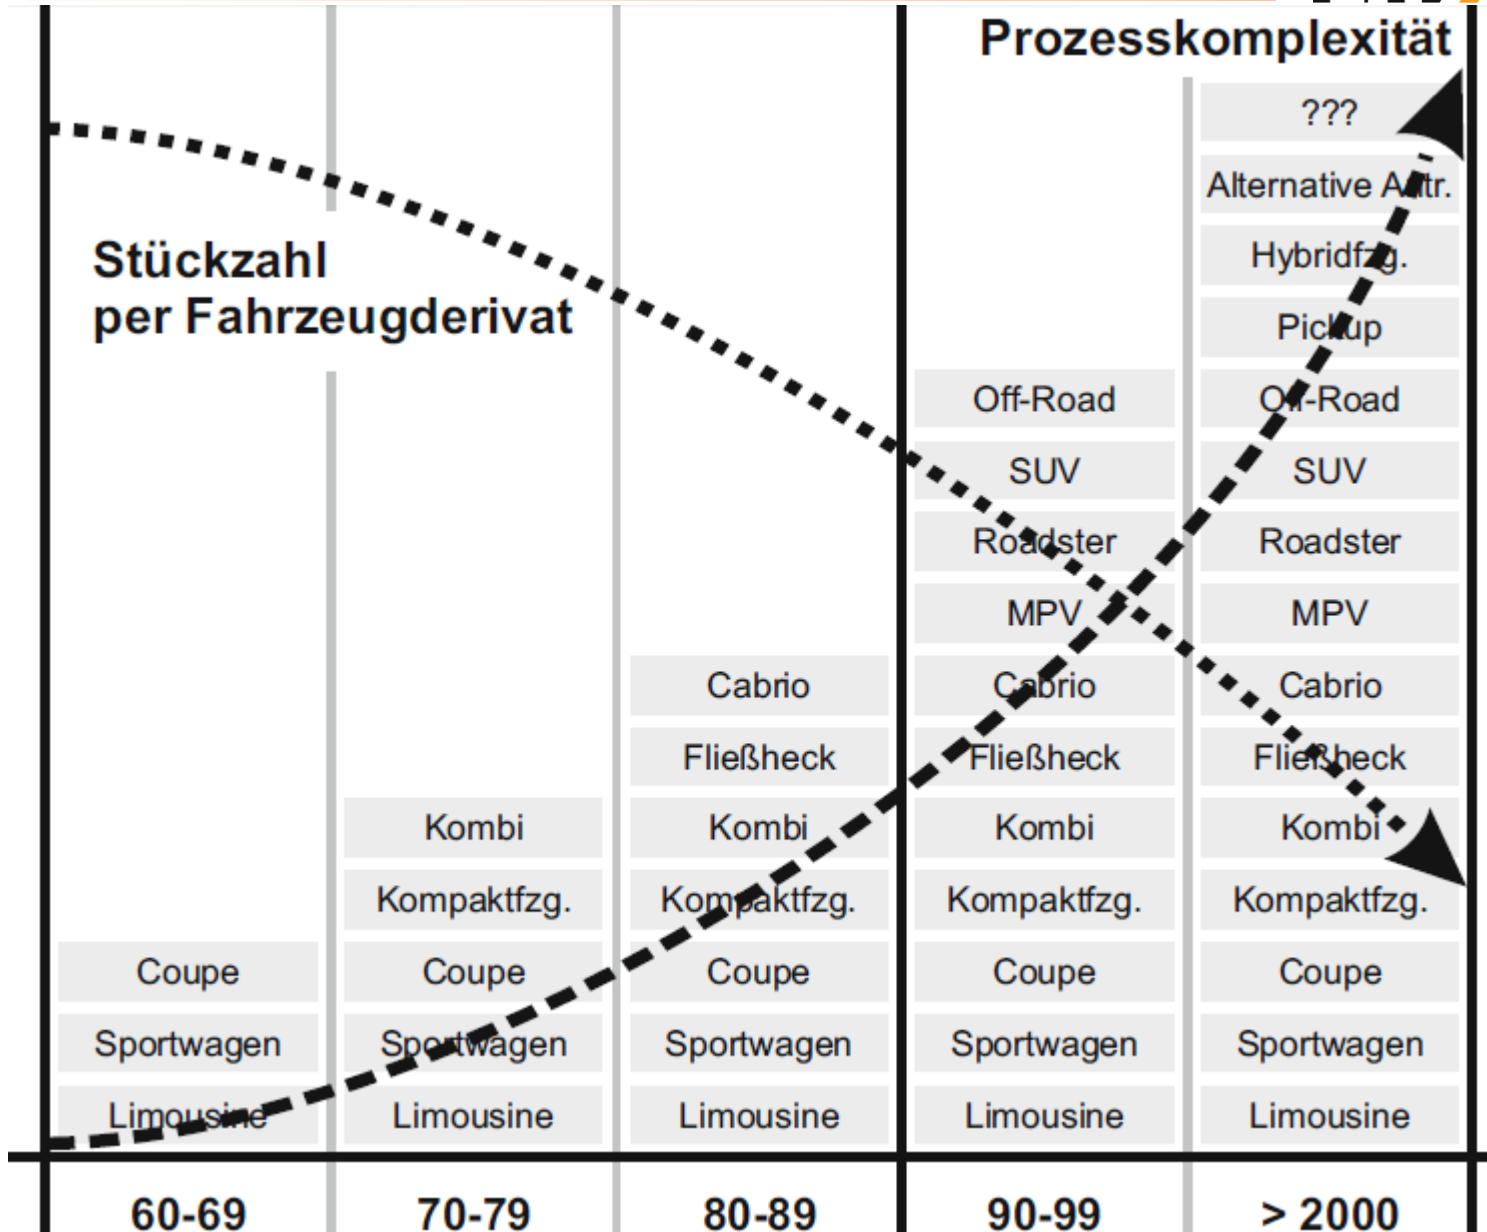 Prozesskomplexität
Stückzahl
per Fahrzeugderivat
Coupe
Sportwagen
Limousine
60-69
Kombi
Kompaktfzg.
Coupe
Sportwagen
Limousine
70-79
Cabrio
Fließheck
Kombi
Kompaktfzg.
Coupe
Sportwagen
Limousine
80-89
Off-Road
SUV
Roadster
MPV
Cabrio
Fließheck
Kombi
Kompaktfzg.
Coupe
Sportwagen
Limousine
90-99
???
Alternative Antr.
Hybridfzg.
Pickup
Off-Road
SUV
Roadster
MPV
Cabrio
Fließheck
Kombi
Kompaktfzg.
Coupe
Sportwagen
Limousine
> 2000